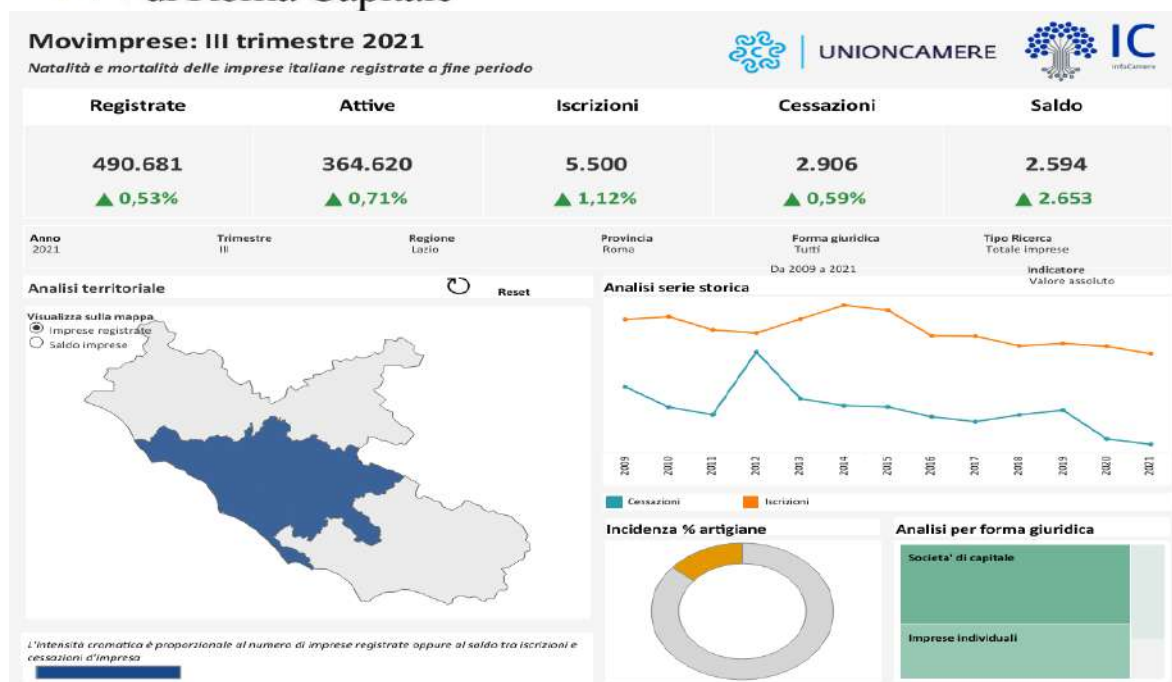 di Roma Capitale
Movimprese: III trimestre 2021
Natalità e mortalità delle imprese italiane registrate a fine periodo
UNIONCAMERE
IC
InfoCamere
Registrate Attive Iscrizioni Cessazioni Saldo
490.681 364.620 5.500 2.906 2.594
▲ 0,53% ▲ 0,71% ▲ 1,12% ▲ 0,59% ▲ 2.653
Anno Trimestre Regione Provincia Forma giuridica Tipo Ricerca
2021 III Lazio Roma Tutti Totale imprese
Da 2009 a 2021 Indicatore
Valore assoluto
Analisi territoriale Reset
Visualizza sulla mappa
Imprese registrate
Saldo imprese
L'intensità cromatica è proporzionale al numero di imprese registrate oppure al saldo tra iscrizioni e
cessazioni d'impresa
Analisi serie storica
2009 2010 2011 2012 2013 2014 2015 2016 2017 2018 2019 2020 2021
Cessazioni Iscrizioni
Incidenza % artigiane
Analisi per forma giuridica
Societa' di capitale
Imprese individuali